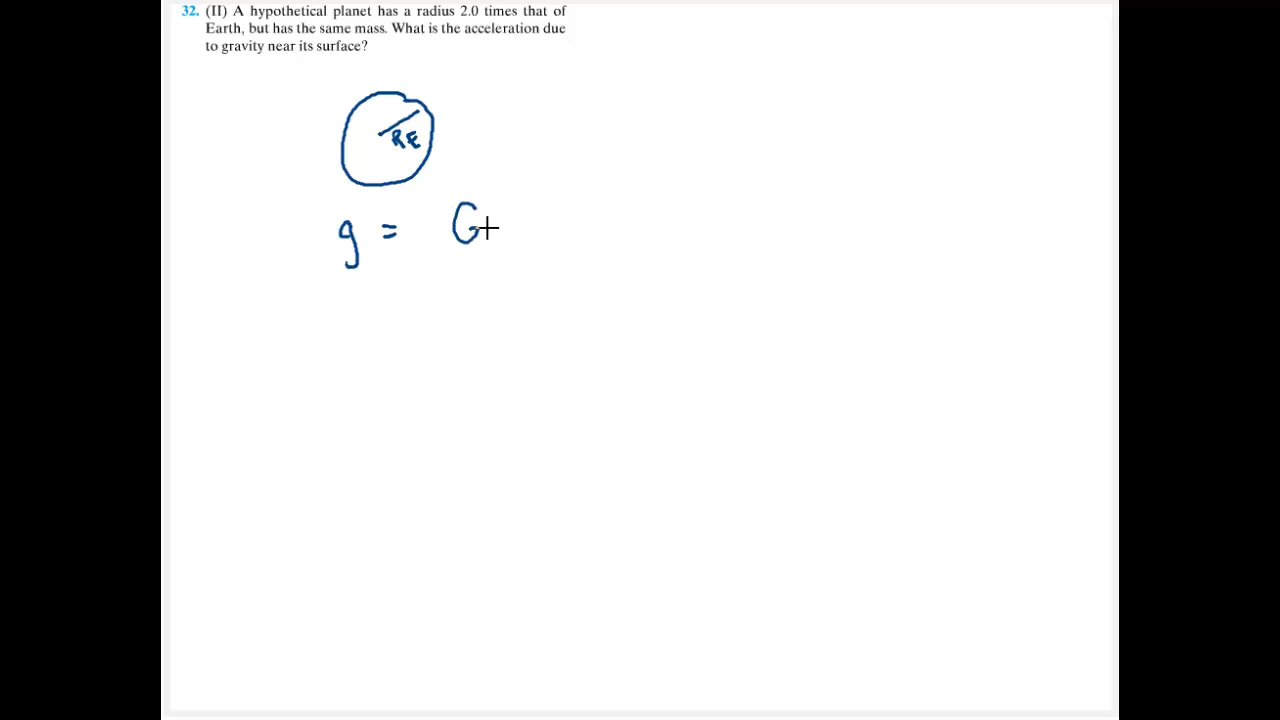 32. (II) A hypothetical planet has a radius 2.0 times that of
Earth, but has the same mass. What is the acceleration due
to gravity near its surface?
RE
g = G